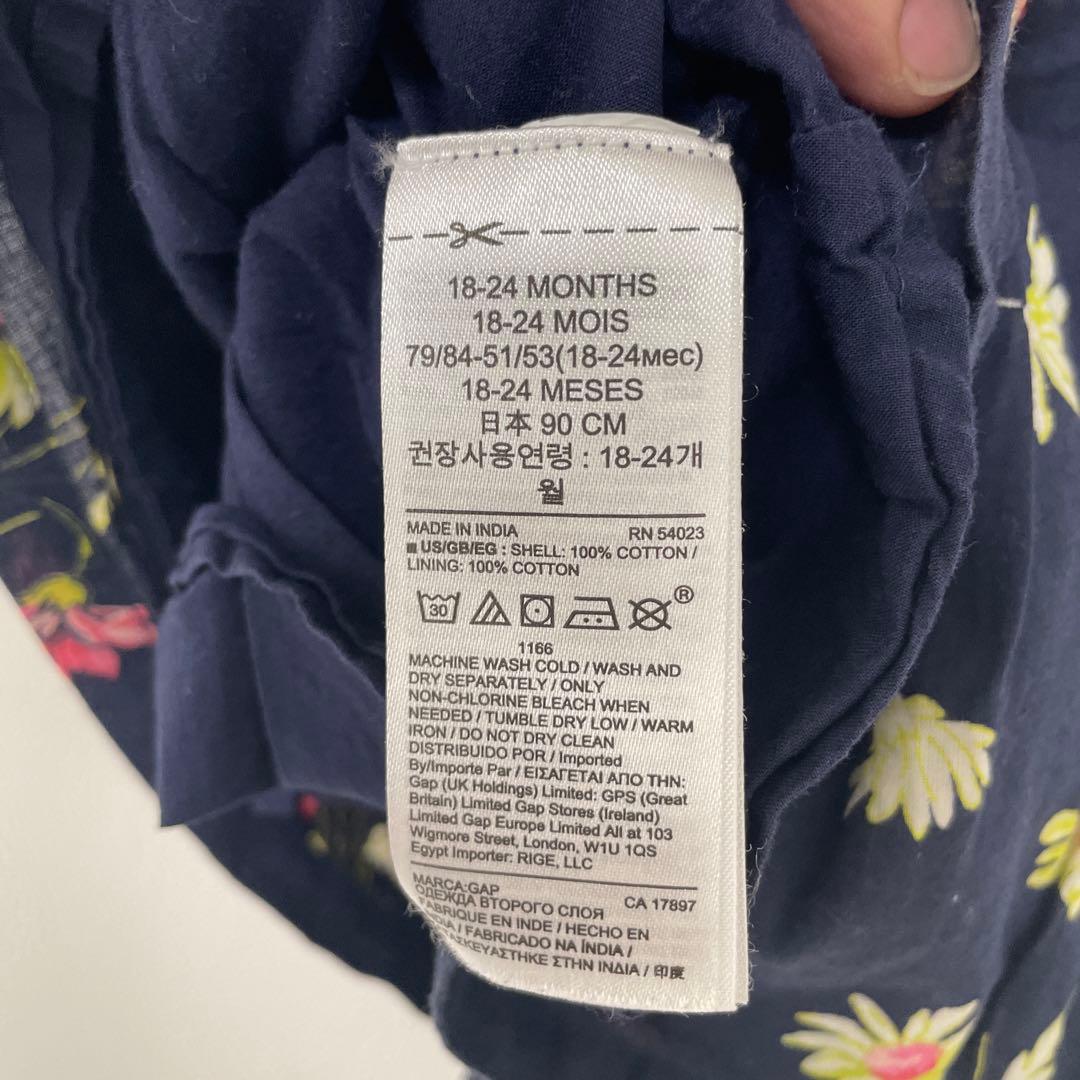 18-24 MONTHS
18-24 MOIS
79/84-51/53(18-24мес)
18-24 MESES
日本 90 CM
권장사용연령 : 18-24개
월
MADE IN INDIA RN 54023
US/GB/EG : SHELL: 100% COTTON /
LINING: 100% COTTON
30
®
1166
MACHINE WASH COLD / WASH AND
DRY SEPARATELY / ONLY
NON-CHLORINE BLEACH WHEN
NEEDED / TUMBLE DRY LOW / WARM
IRON / DO NOT DRY CLEAN
DISTRIBUIDO POR / Imported
By/Importe Par / ΕΙΣΑΓΕΤΑΙ ΑΠΟ ΤΗΝ:
Gap (UK Holdings) Limited: GPS (Great
Britain) Limited Gap Stores (Ireland)
Limited Gap Europe Limited All at 103
Wigmore Street, London, W1U 1QS
Egypt Importer: RIGE, LLC
MARCA:GAP
ОДЕЖДА ВТОРОГО СЛОЯ CA 17897
FABRIQUE EN INDE / HECHO EN
/ FABRICADO NA ÍNDIA /
ΣΤΗΝ ΙΝΔΙΑ / 印度